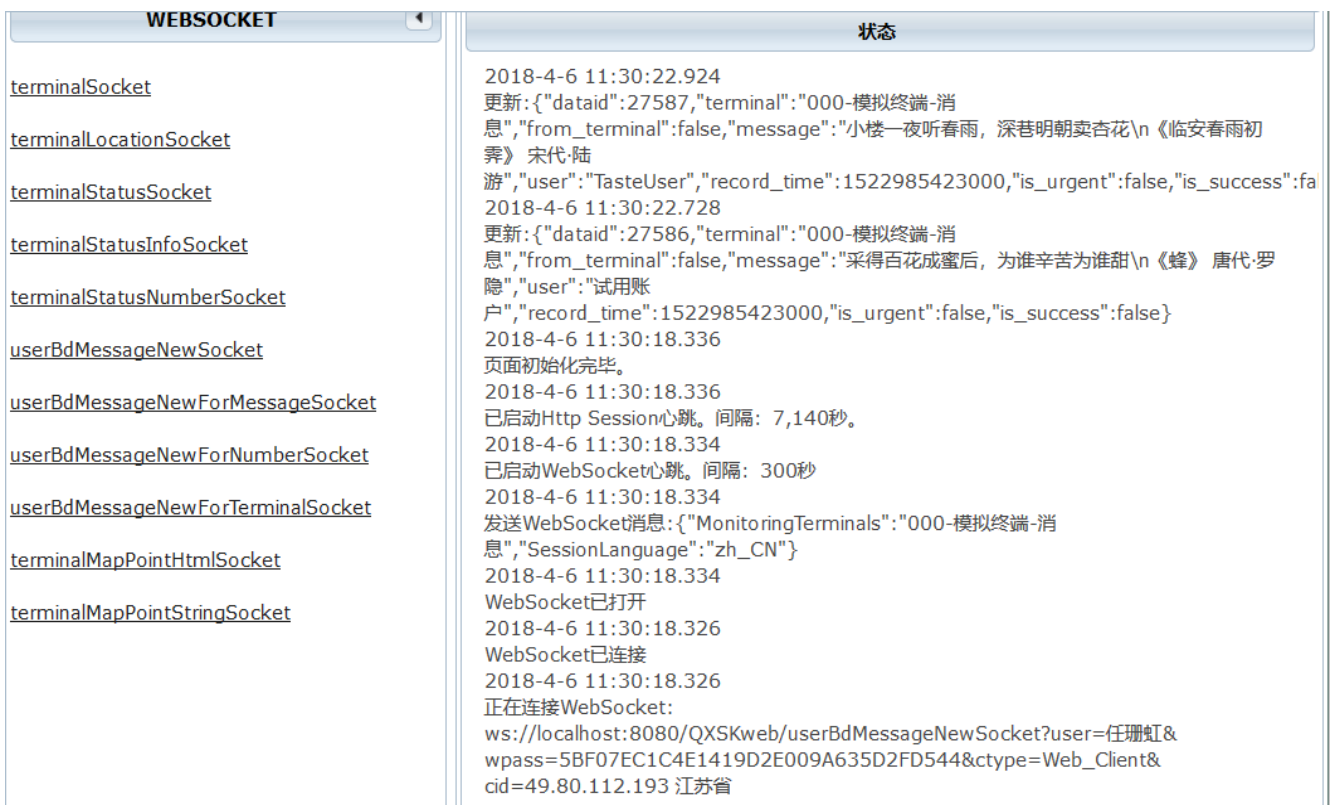 WEBSOCKET
terminalSocket
terminalLocationSocket
terminalStatusSocket
terminalStatusInfoSocket
terminalStatusNumberSocket
userBdMessageNewSocket
userBdMessageNewForMessageSocket
userBdMessageNewForNumberSocket
userBdMessageNewForTerminalSocket
terminalMapPointHtmlSocket
terminalMapPointStringSocket
状态
2018-4-6 11:30:22.924
更新:{"dataid":27587,"terminal":"000-模拟终端-消
息","from_terminal":false,"message":"小楼一夜听春雨，深巷明朝卖杏花\n《临安春雨初
霁》 宋代·陆
游","user":"TasteUser","record_time":1522985423000,"is_urgent":false,"is_success":fal
2018-4-6 11:30:22.728
更新:{"dataid":27586,"terminal":"000-模拟终端-消
息","from_terminal":false,"message":"采得百花成蜜后，为谁辛苦为谁甜\n《蜂》 唐代·罗
隐","user":"试用账
户","record_time":1522985423000,"is_urgent":false,"is_success":false}
2018-4-6 11:30:18.336
页面初始化完毕。
2018-4-6 11:30:18.336
已启动Http Session心跳。间隔：7,140秒。
2018-4-6 11:30:18.334
已启动WebSocket心跳。间隔：300秒
2018-4-6 11:30:18.334
发送WebSocket消息:{"MonitoringTerminals":"000-模拟终端-消
息","SessionLanguage":"zh_CN"}
2018-4-6 11:30:18.334
WebSocket已打开
2018-4-6 11:30:18.326
WebSocket已连接
2018-4-6 11:30:18.326
正在连接WebSocket:
ws://localhost:8080/QXSKweb/userBdMessageNewSocket?user=任珊虹&
wpass=5BF07EC1C4E1419D2E009A635D2FD544&ctype=Web_Client&
cid=49.80.112.193 江苏省